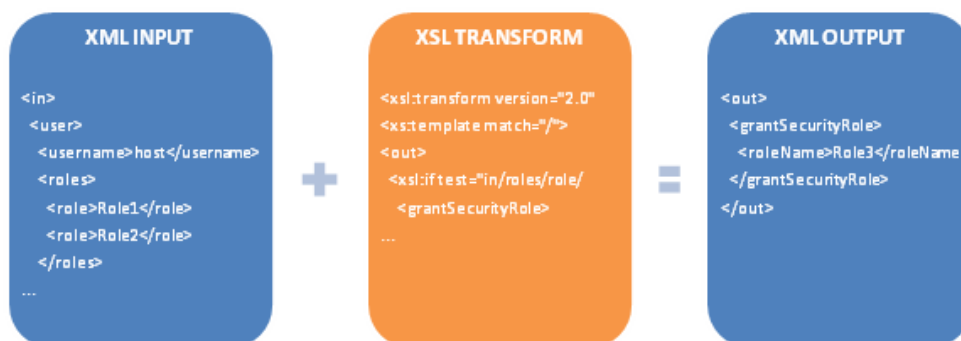 XML INPUT
<in>
<user>
<username>host</username>
<roles>
<role>Role1</role>
<role>Role2</role>
</roles>
...
+
XSL TRANSFORM
<xsl:transform version="2.0"
<xs:template match="/">
<out>
<xsl:if test="in/roles/role/
<grantSecurityRole>
...
=
XML OUTPUT
<out>
<grantSecurityRole>
<roleName>Role3</roleName
</grantSecurityRole>
</out>